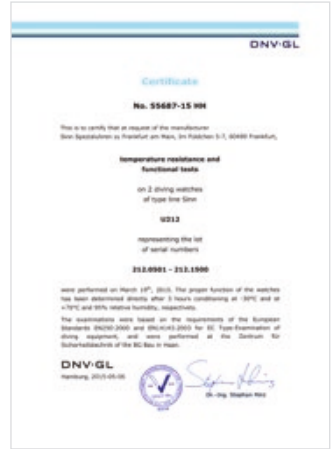 DNV·GL
Certificate
No. 55687-15 HH
This is to certify that at request of the manufacturer
Sinn Spezialuhren zu Frankfurt am Main, Im Füldchen 5-7, 60489 Frankfurt,
temperature resistance and
functional tests
on 2 diving watches
of type line Sinn
U212
representing the lot
of serial numbers
212.0501 - 212.1500
were performed on March 19th, 2015. The proper function of the watches
has been determined directly after 3 hours conditioning at -30°C and at
+70°C and 95% relative humidity, respectively.
The examinations were based on the requirements of the European
Standards EN250:2000 and EN14143:2003 for EC Type-Examination of
diving equipment, and were performed at the Zentrum für
Sicherheitstechnik of the BG Bau in Haan.
DNV·GL
Hamburg, 2015-05-05
Dr.-Ing. Stephan